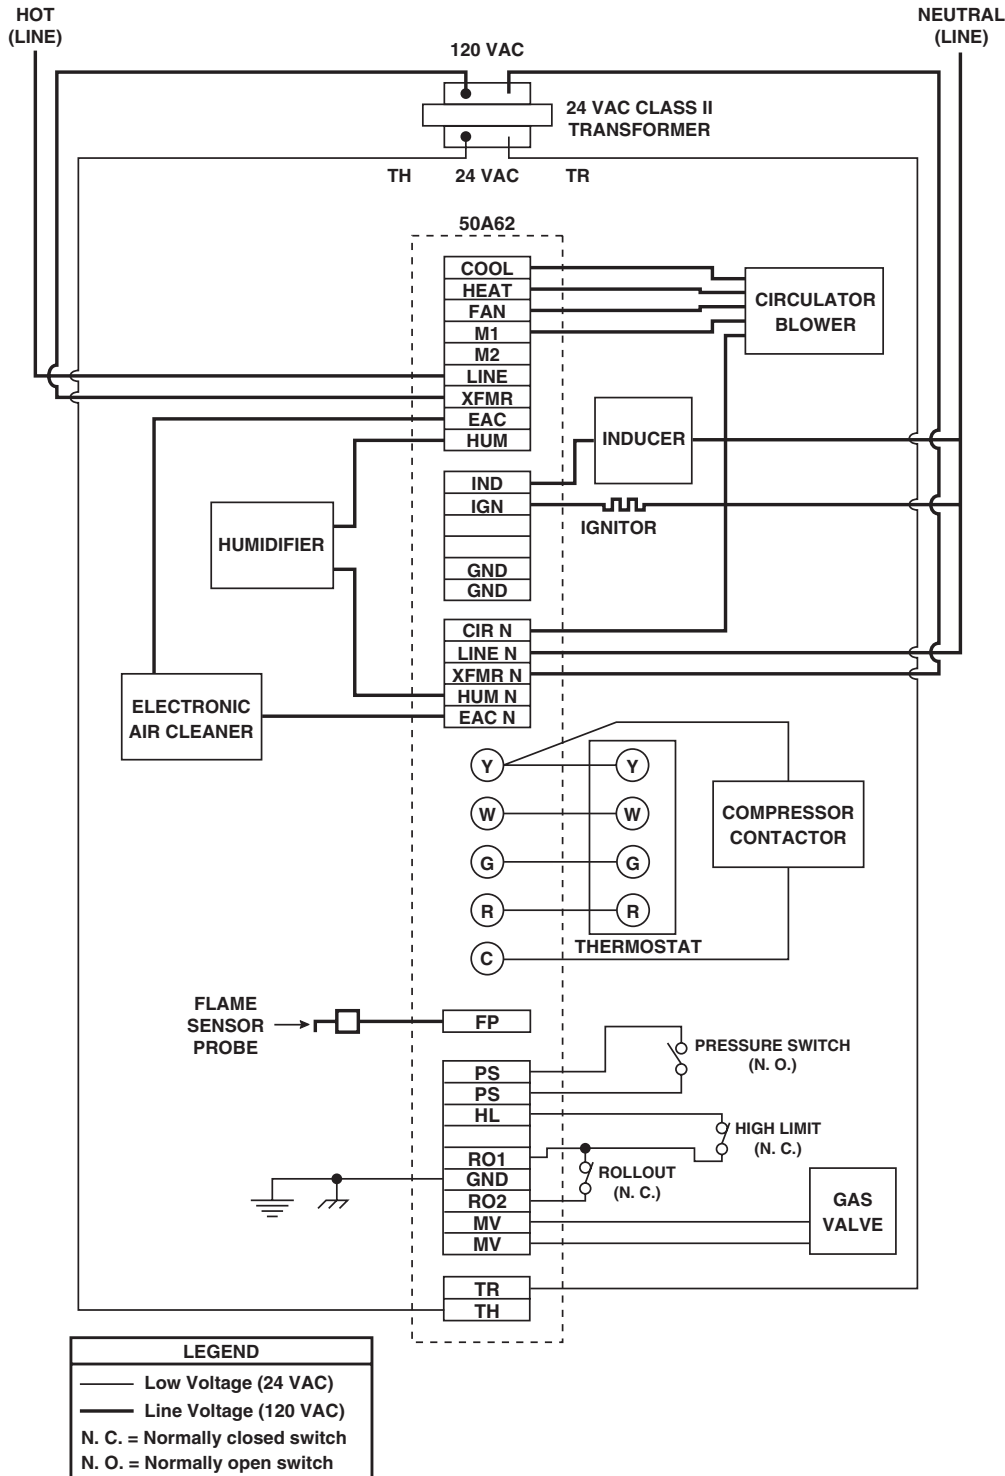 HOT
(LINE)
NEUTRAL
(LINE)
120 VAC
24 VAC CLASS II
TRANSFORMER
TH
24 VAC
TR
50A62
COOL
HEAT
FAN
M1
M2
LINE
XFMR
EAC
HUM
CIRCULATOR
BLOWER
INDUCER
IND
IGN
GND
GND
IGNITOR
HUMIDIFIER
CIR N
LINE N
XFMR N
HUM N
EAC N
ELECTRONIC
AIR CLEANER
Y
W
G
R
C
Y
W
G
R
THERMOSTAT
COMPRESSOR
CONTACTOR
FLAME
SENSOR
PROBE
FP
PS
PS
HL
RO1
GND
RO2
MV
MV
PRESSURE SWITCH
(N. O.)
HIGH LIMIT
(N. C.)
ROLLOUT
(N. C.)
GAS
VALVE
TR
TH
LEGEND
Low Voltage (24 VAC)
Line Voltage (120 VAC)
N. C. = Normally closed switch
N. O. = Normally open switch